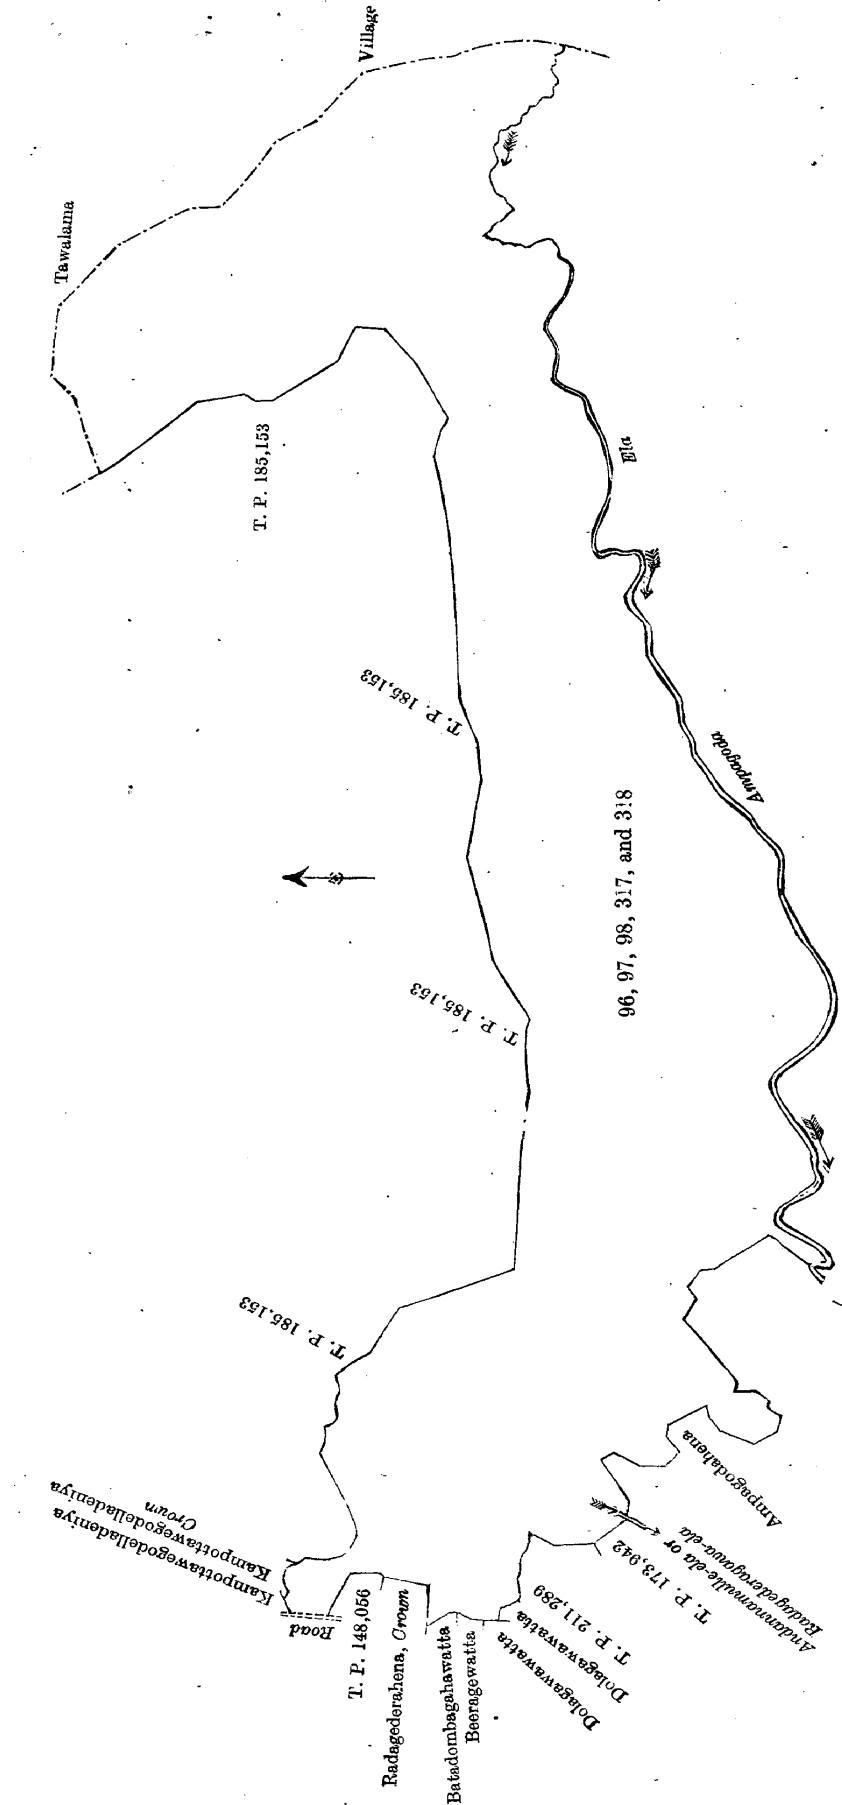 Village
Tawalama
T. P. 185,153
Ela
T. P. 185,153
Ampagoda
96, 97, 98, 317, and 318
T. P. 185,153
T. P. 185,153
Kampottawegodelladeniya
Crown
Kampottawegodelladeniya
Road
T. P. 148,056
Radagederahena, Crown
Batadombagahawatta
Beeragewatta
Dolagawawatta
Dolagawawatta
T. P. 211,289
T. P. 173,942
Andannamulle-ela or
Radagederagawa-ela
Ampagodahena